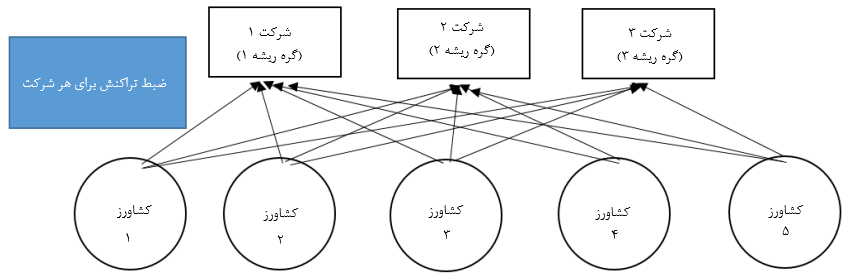 ضبط تراکنش برای هر شرکت
شرکت ۱
(گره ریشه ۱)
شرکت ۲
(گره ریشه ۲)
شرکت ۳
(گره ریشه ۳)
کشاورز
۱
کشاورز
۲
کشاورز
۳
کشاورز
۴
کشاورز
۵